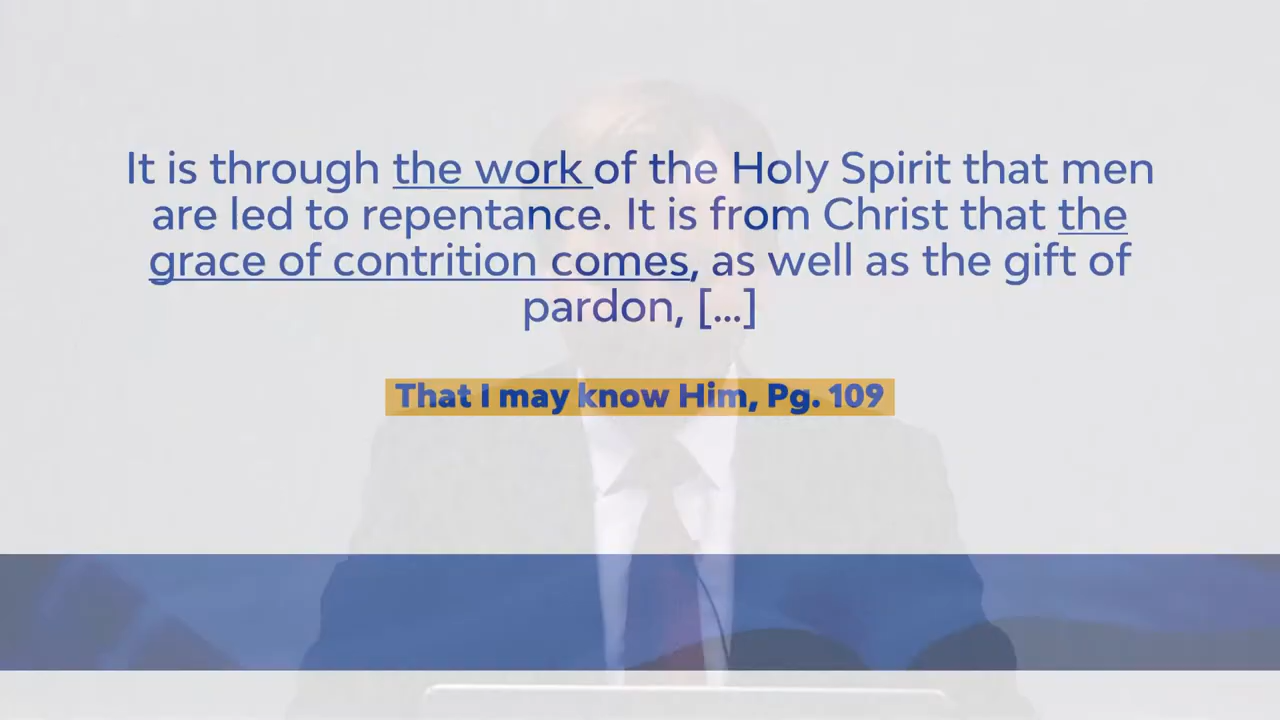 It is through the work of the Holy Spirit that men
are led to repentance. It is from Christ that the
grace of contrition comes, as well as the gift of
pardon, [...]
That I may know Him, Pg. 109